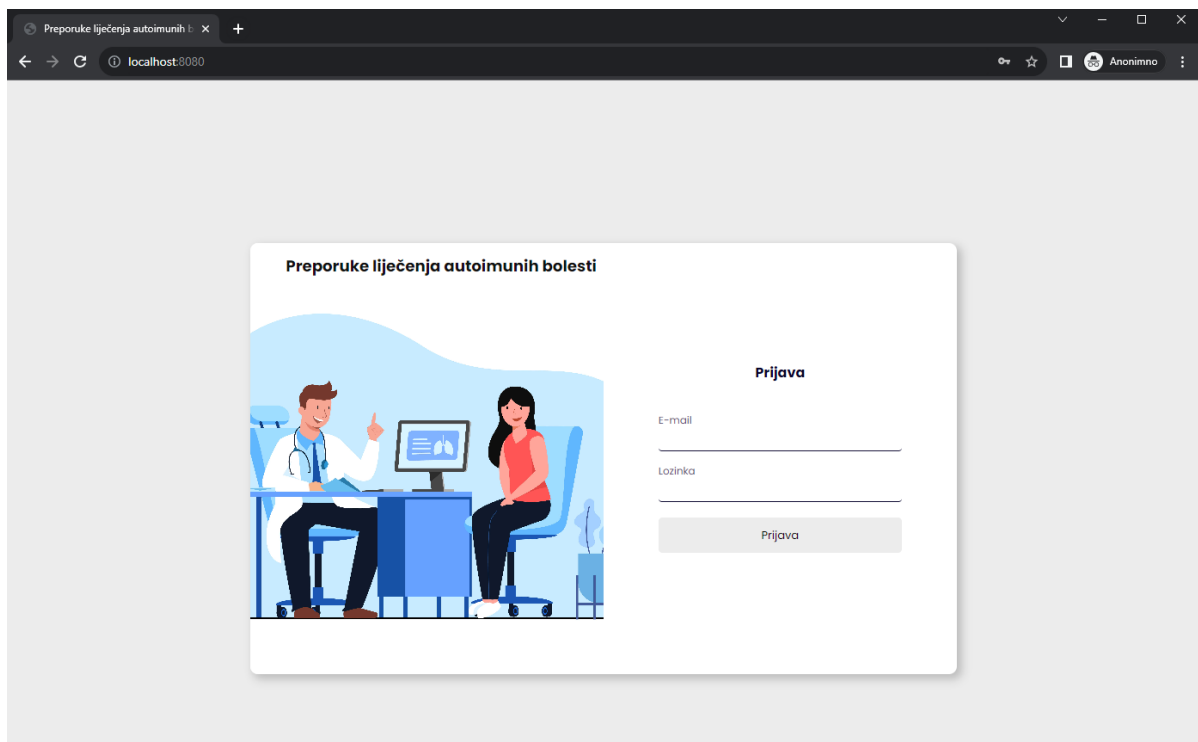 Preporuke liječenja autoimunih b
localhost:8080
Anonimno
Preporuke liječenja autoimunih bolesti
Prijava
E-mail
Lozinka
Prijava